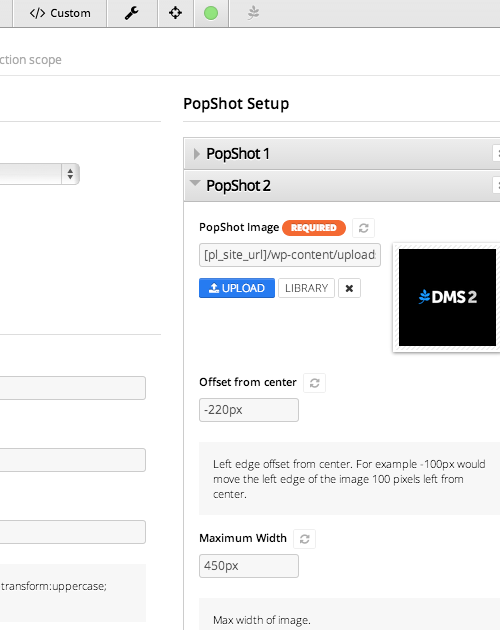 </> Custom
ction scope
PopShot Setup
PopShot 1
PopShot 2
PopShot Image REQUIRED
[pl_site_url]/wp-content/upload
UPLOAD LIBRARY
DMS 2
Offset from center
-220px
Left edge offset from center. For example -100px would
move the left edge of the image 100 pixels left from
center.
Maximum Width
450px
transform:uppercase;
Max width of image.